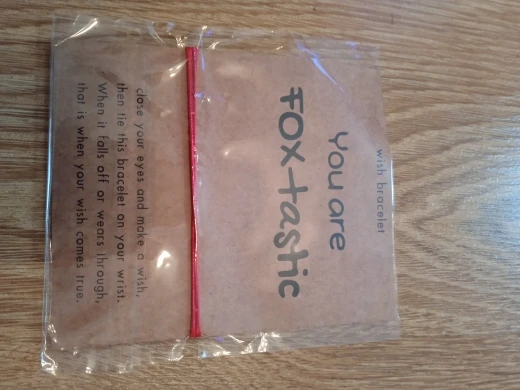 wish bracelet
You are
FOX-tastic
close your eyes and make a wish,
then tie this bracelet on your wrist.
When it falls off or wears through,
that is when your wish comes true.